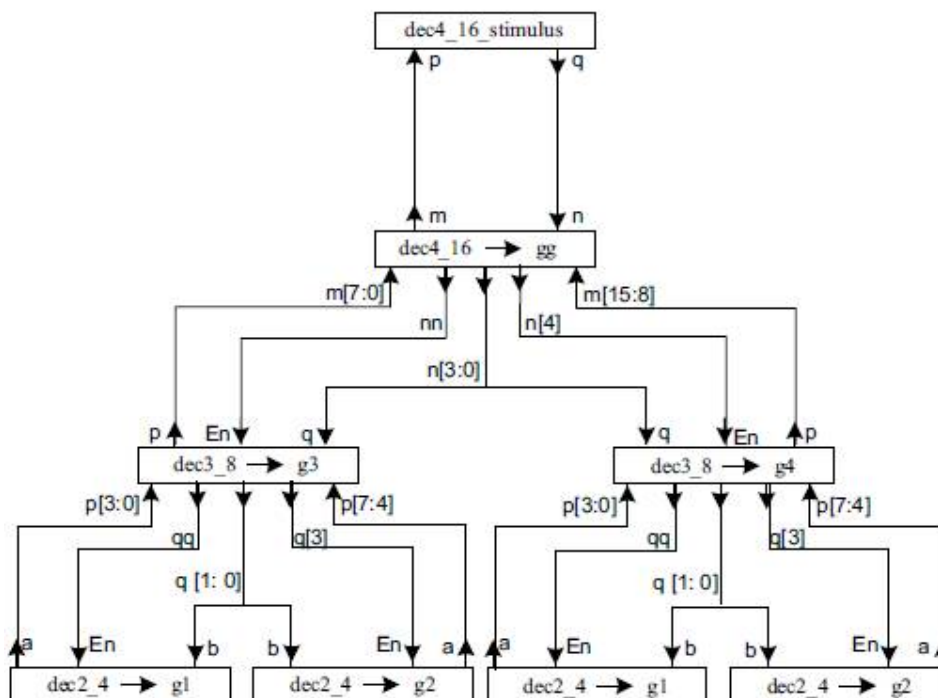 dec4_16_stimulus
p q
m n
dec4_16 gg
m[7:0] m[15:8]
nn n[4]
n[3:0]
p En q q En p
dec3_8 g3 dec3_8 g4
p[3:0] p[7:4] p[3:0] p[7:4]
qq q[3] qq q[3]
q [1: 0] q [1: 0]
a En b b En a a En b b En a
dec2_4 g1 dec2_4 g2 dec2_4 g1 dec2_4 g2